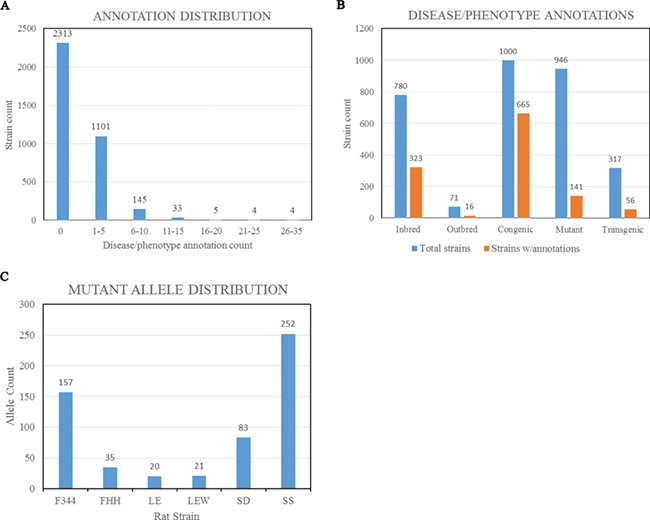 A
ANNOTATION DISTRIBUTION
2500
2000
1500
1000
500
0
Strain count
2313
1101
145
33
5
4
4
0 1-5 6-10 11-15 16-20 21-25 26-35
Disease/phenotype annotation count
B
DISEASE/PHENOTYPE ANNOTATIONS
1200
1000
800
600
400
200
0
Strain count
780
323
71
16
1000
665
946
141
317
56
Inbred Outbred Congenic Mutant Transgenic
Total strains Strains w/annotations
C
MUTANT ALLELE DISTRIBUTION
300
250
200
150
100
50
0
Allele Count
157
35
20
21
83
252
F344 FHH LE LEW SD SS
Rat Strain